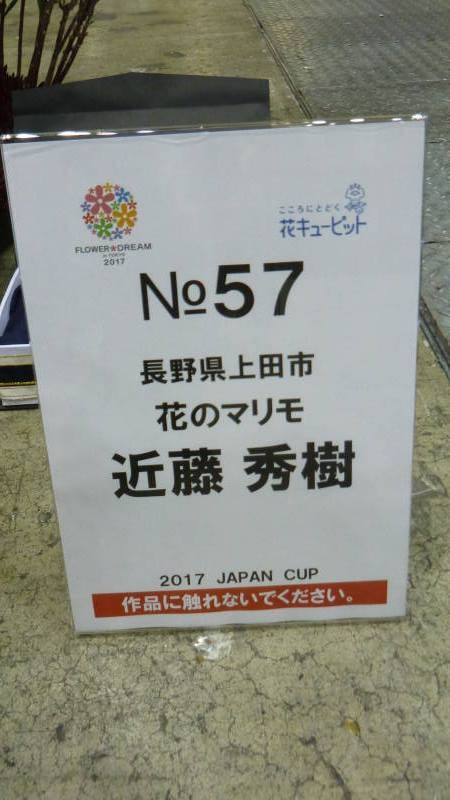 FLOWER★DREAM
in TOKYO
2017
こころにとどく
花キューピット
№57
長野県上田市
花のマリモ
近藤 秀樹
2017 JAPAN CUP
作品に触れないでください。